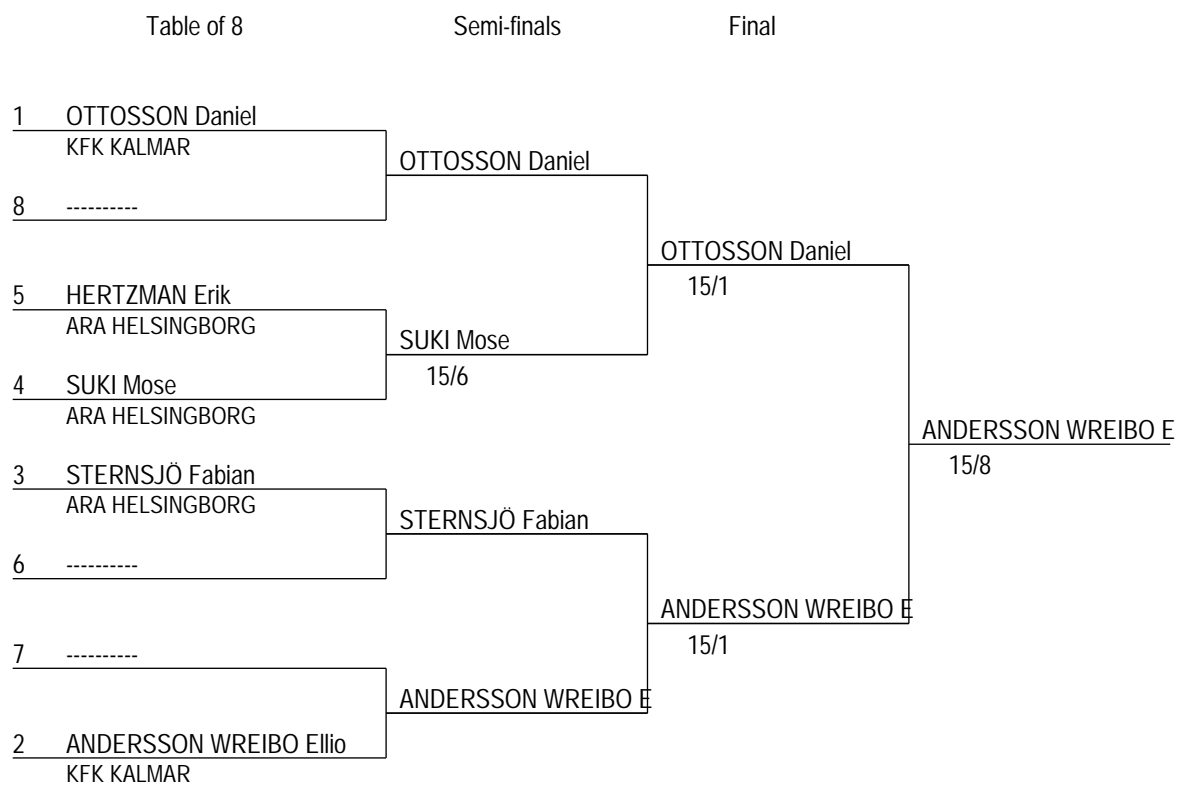 Table of 8 Semi-finals Final
1 OTTOSSON Daniel
KFK KALMAR
OTTOSSON Daniel
8 ----------
OTTOSSON Daniel
15/1
5 HERTZMAN Erik
ARA HELSINGBORG
SUKI Mose
15/6
4 SUKI Mose
ARA HELSINGBORG
ANDERSSON WREIBO E
15/8
3 STERNSJÖ Fabian
ARA HELSINGBORG
STERNSJÖ Fabian
6 ----------
ANDERSSON WREIBO E
15/1
7 ----------
ANDERSSON WREIBO E
2 ANDERSSON WREIBO Ellio
KFK KALMAR